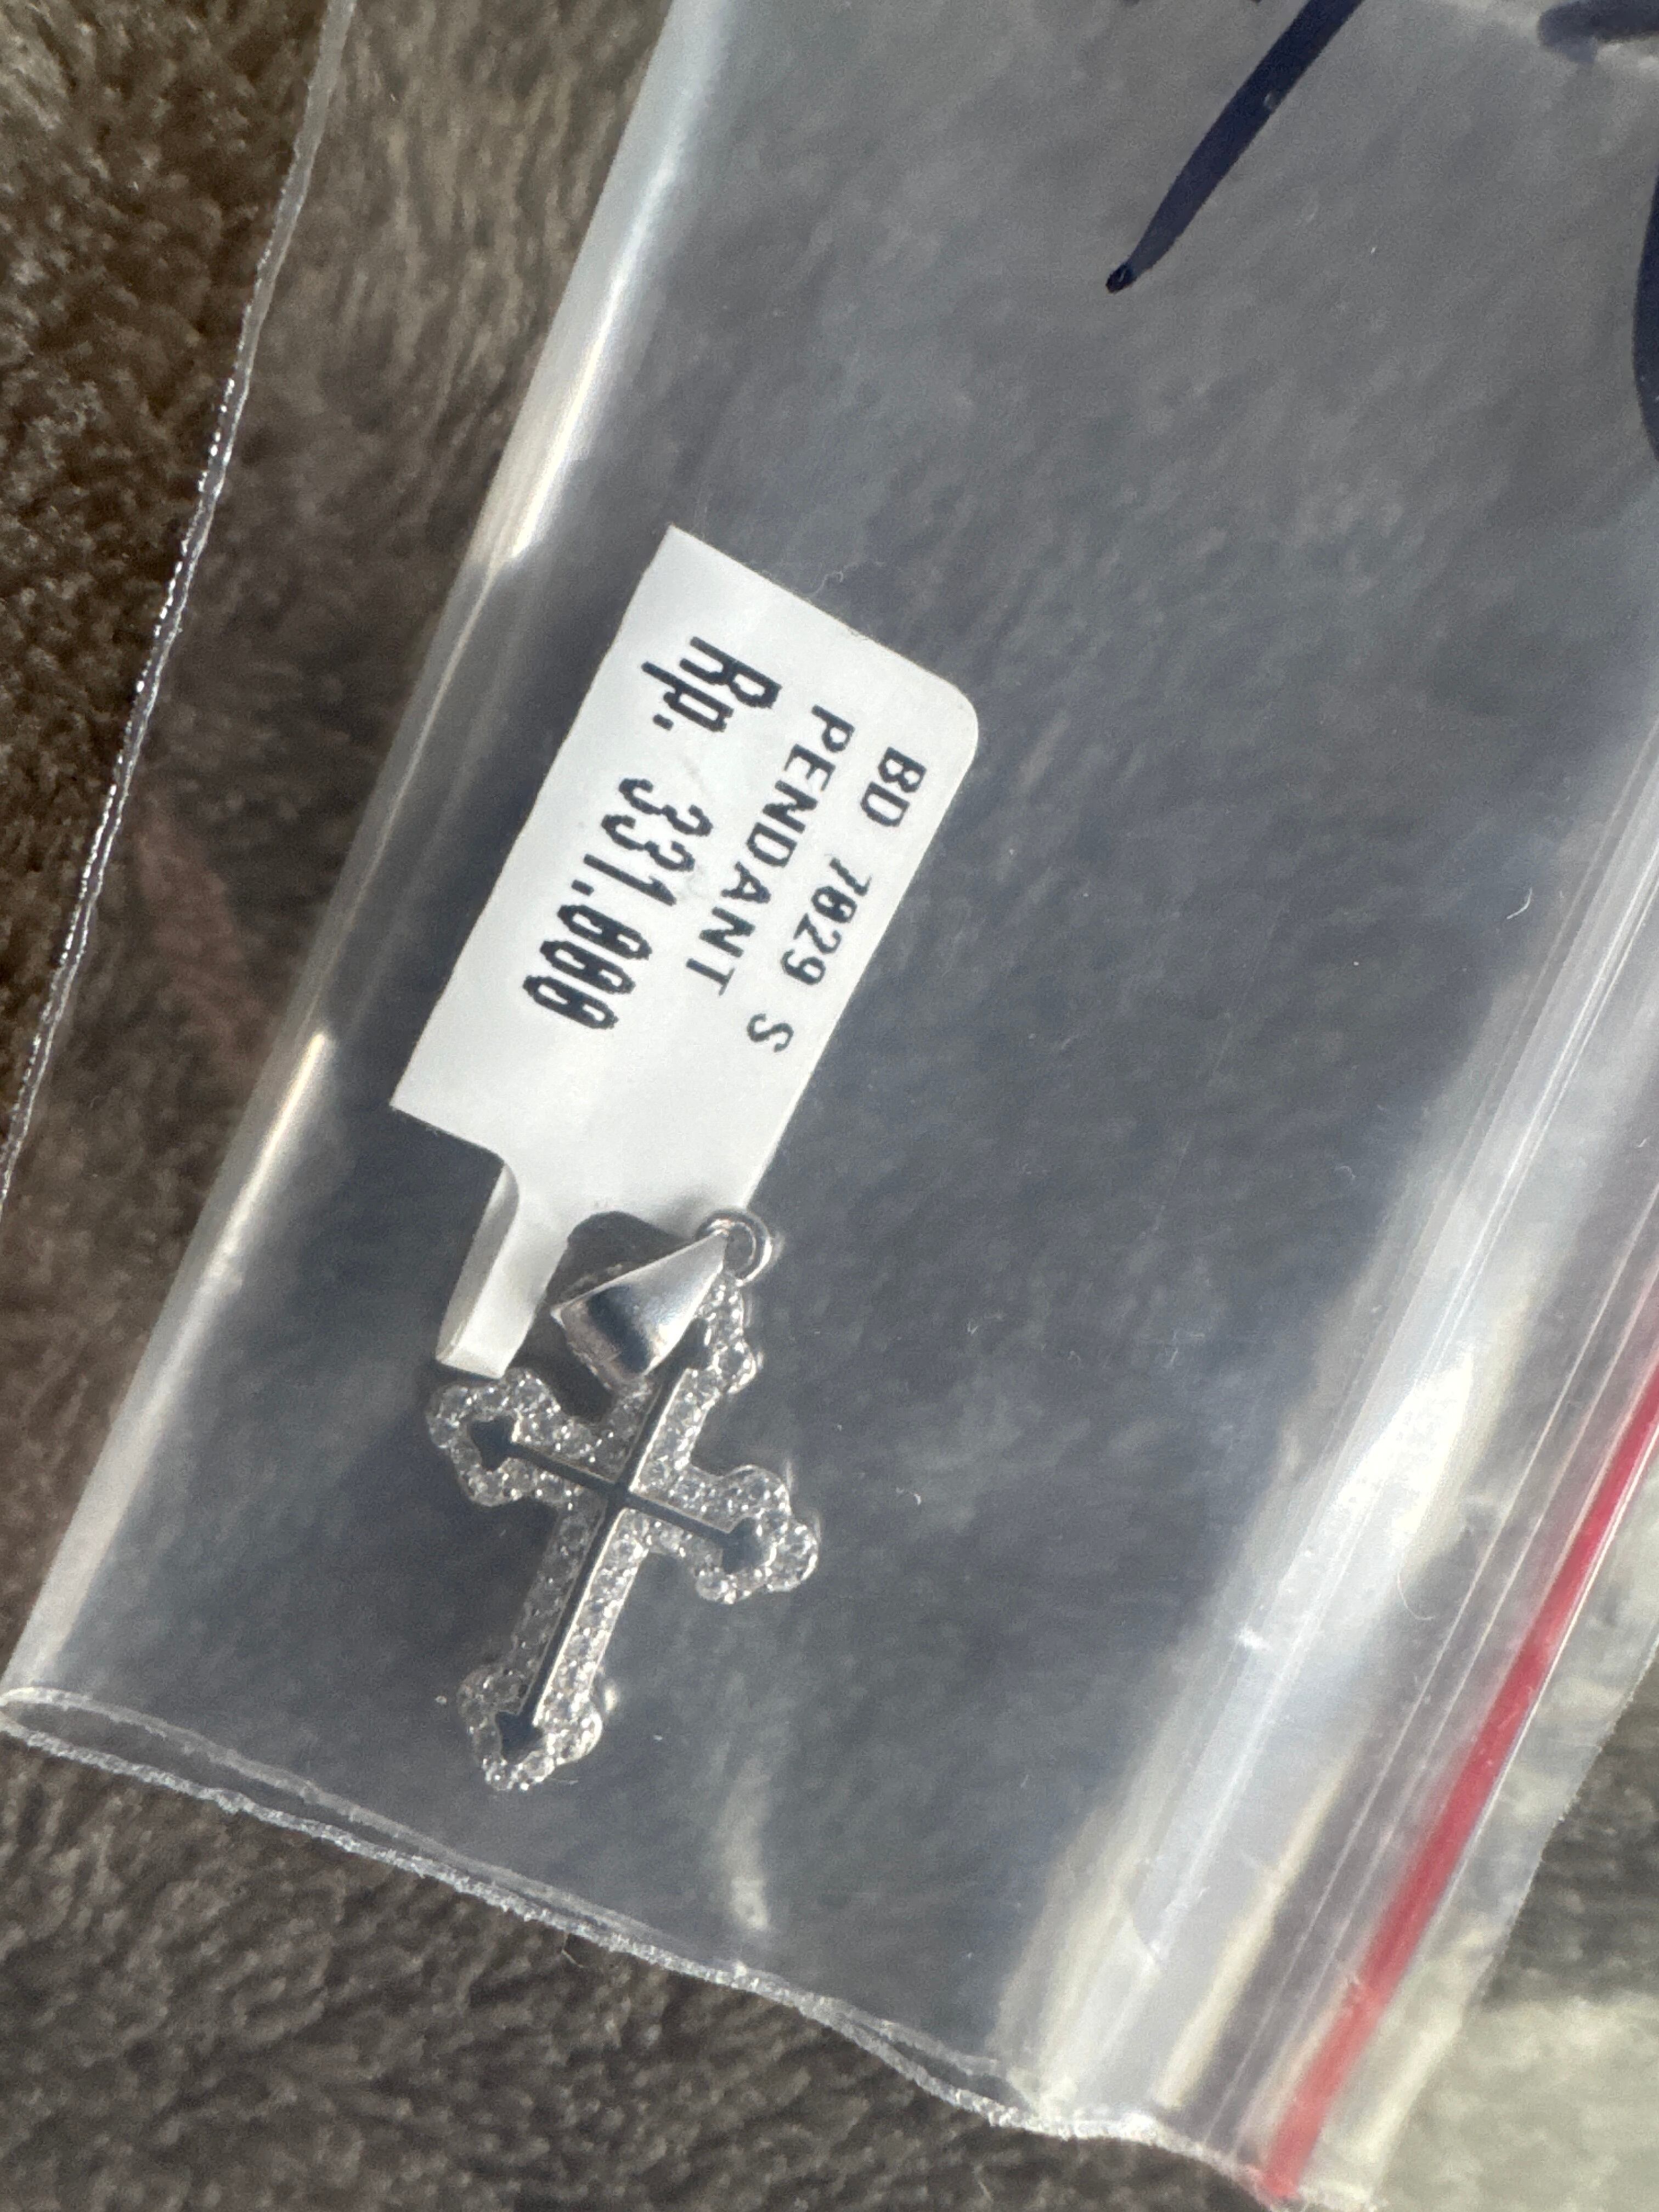 BD 7029 S
PENDANT
Rp. 331.000